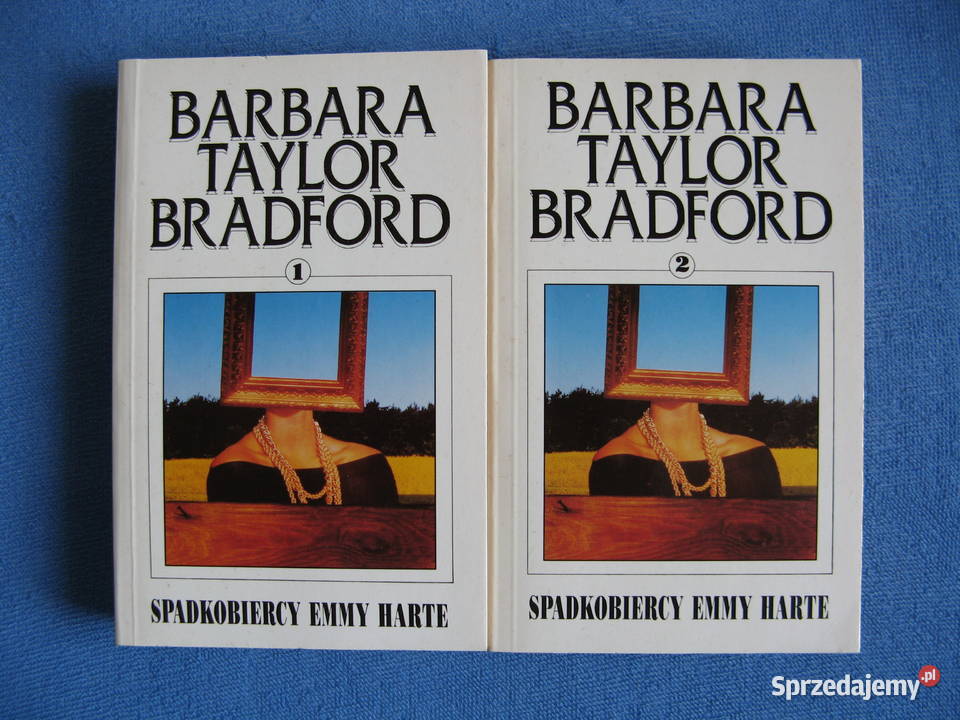 BARBARA
TAYLOR
BRADFORD
1
SPADKOBIERCY EMMY HARTE
BARBARA
TAYLOR
BRADFORD
2
SPADKOBIERCY EMMY HARTE
Sprzedajemy.pl